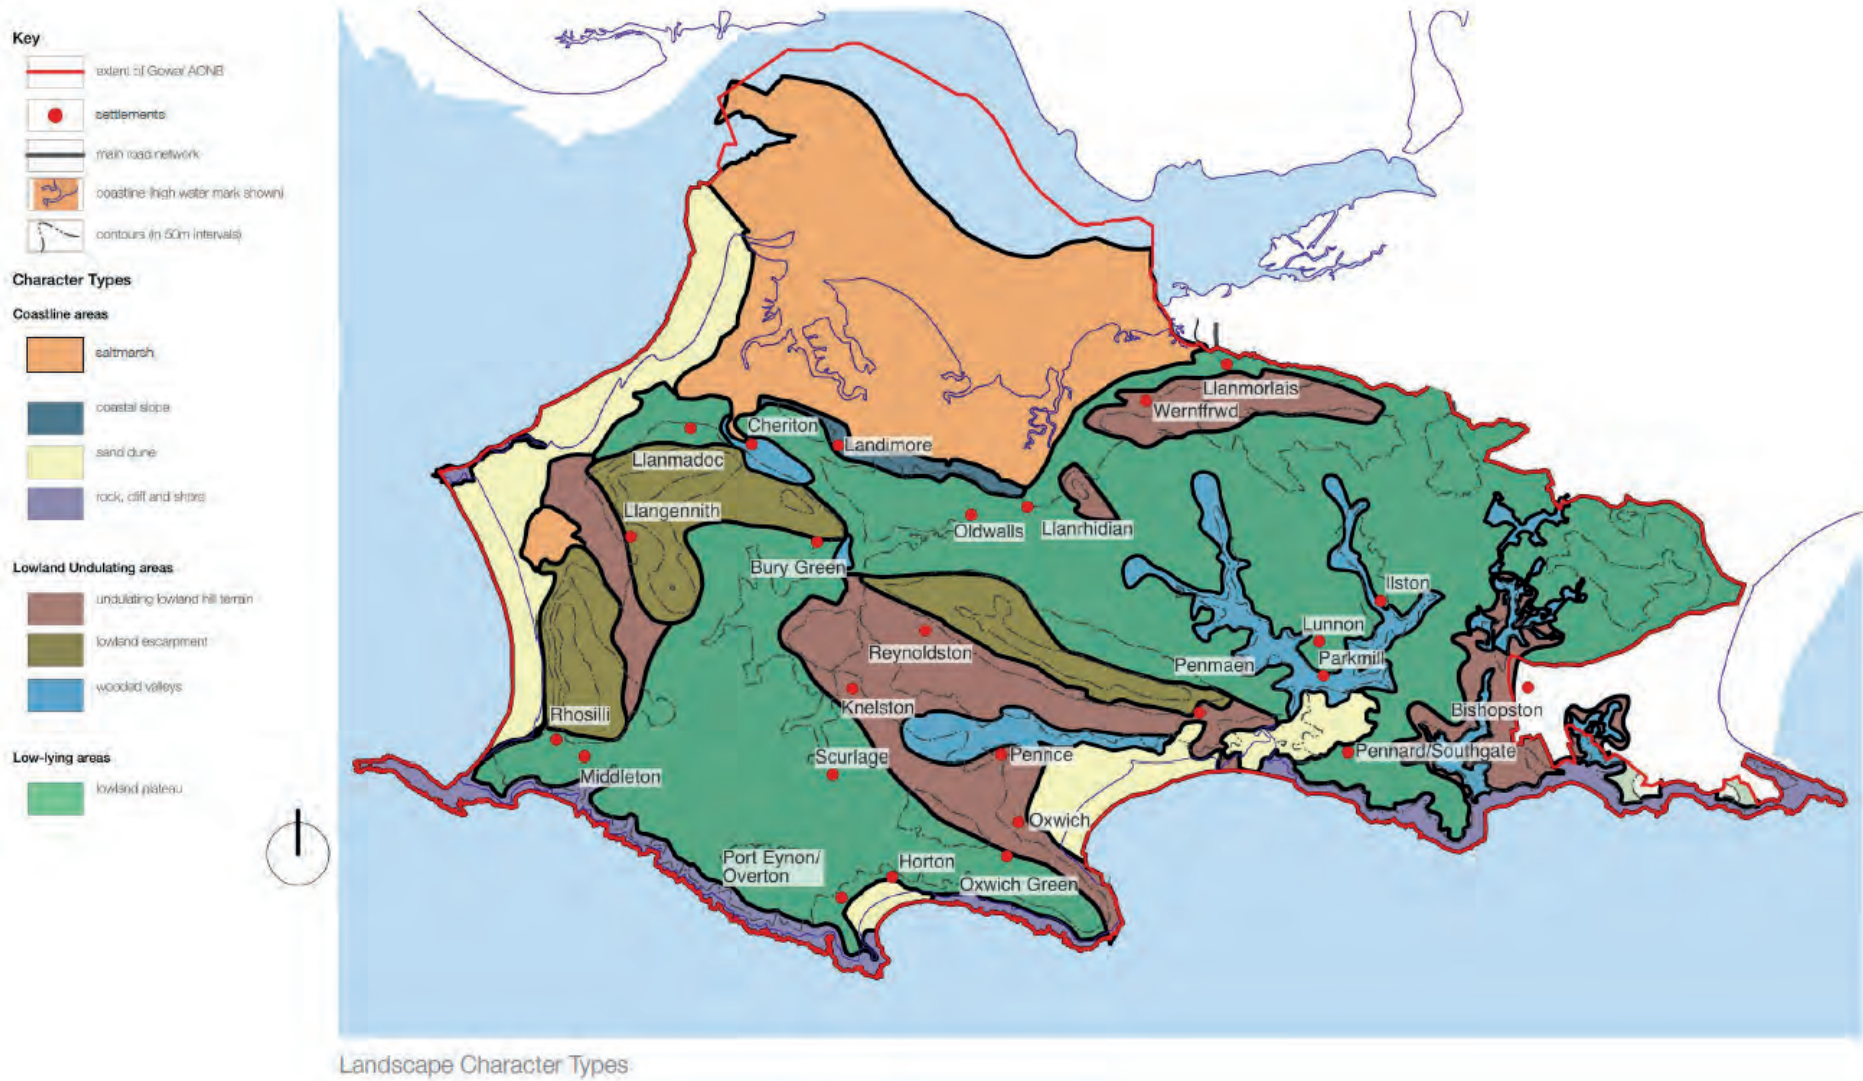 Key
extent of Gower AONB
settlements
main road network
coastline (high water mark shown)
contours (in 50m intervals)
Character Types
Coastline areas
saltmarsh
coastal slope
sand dune
rock, cliff and shore
Lowland Undulating areas
undulating lowland hill terrain
lowland escarpment
wooded valleys
Low-lying areas
lowland plateau
Llanmorlais
Wernffrwd
Cheriton
Landimore
Llanmadoc
Llangennith
Oldwalls
Llanrhidian
Bury Green
Ilston
Lunnon
Reynoldston
Penmaen
Parkmill
Knelston
Bishopston
Rhosilli
Scurlage
Penrice
Pennard/Southgate
Middleton
Oxwich
Port Eynon/
Overton
Horton
Oxwich Green
Landscape Character Types